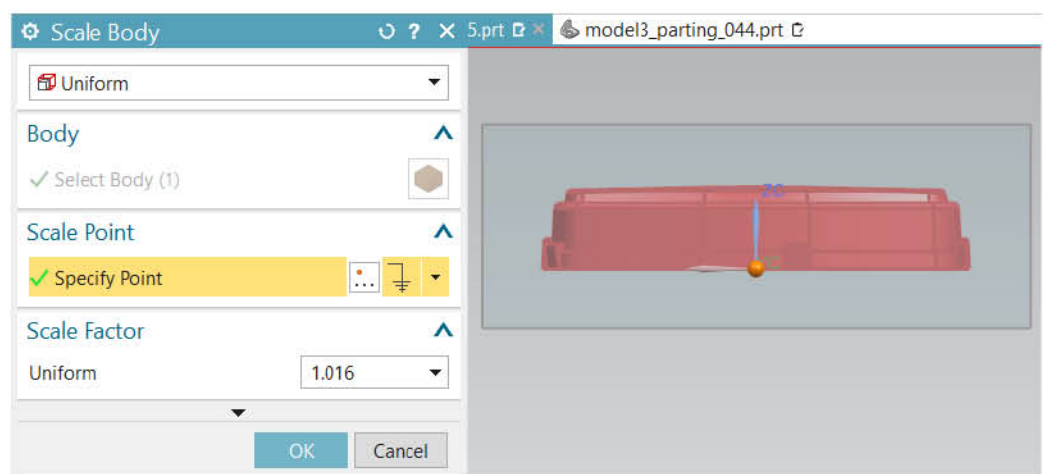 Scale Body
5.prt
model3_parting_044.prt
Uniform
Body
Select Body (1)
Scale Point
Specify Point
Scale Factor
Uniform 1.016
OK Cancel
ZC